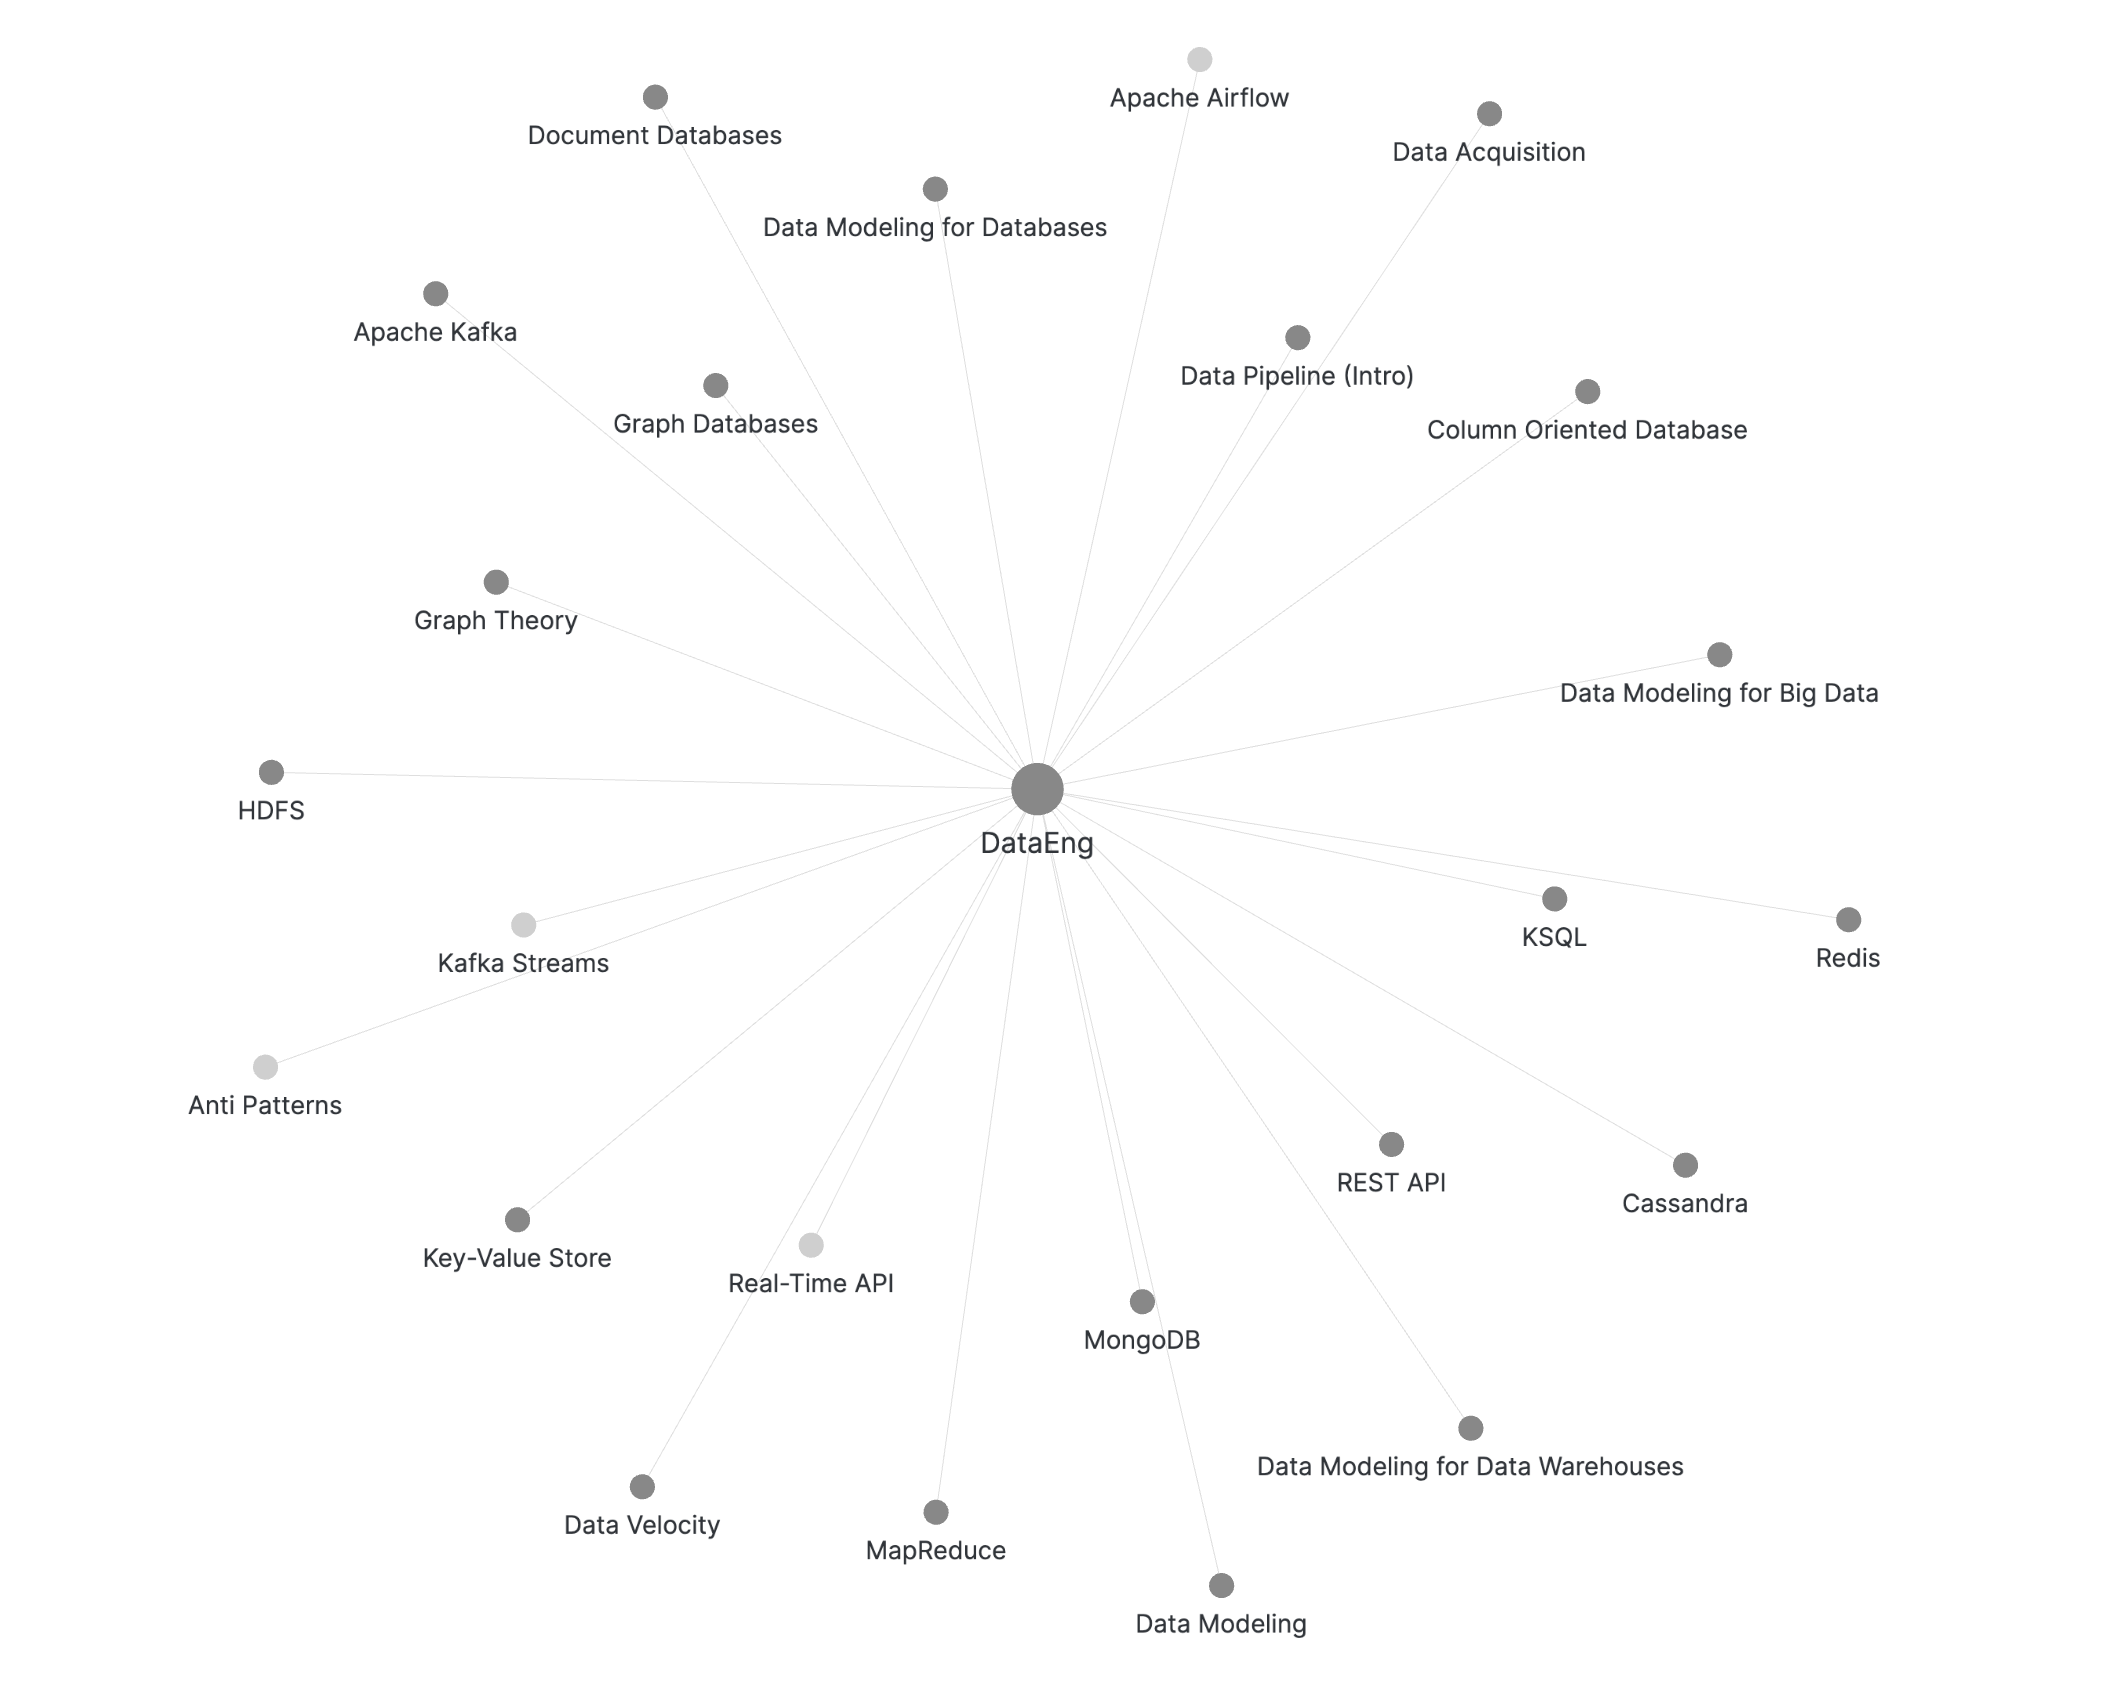 Apache Airflow
Document Databases
Data Acquisition
Data Modeling for Databases
Apache Kafka
Data Pipeline (Intro)
Graph Databases
Column Oriented Database
Graph Theory
Data Modeling for Big Data
HDFS
DataEng
KSQL
Redis
Kafka Streams
Anti Patterns
REST API
Cassandra
Key-Value Store
Real-Time API
MongoDB
Data Modeling for Data Warehouses
Data Velocity
MapReduce
Data Modeling